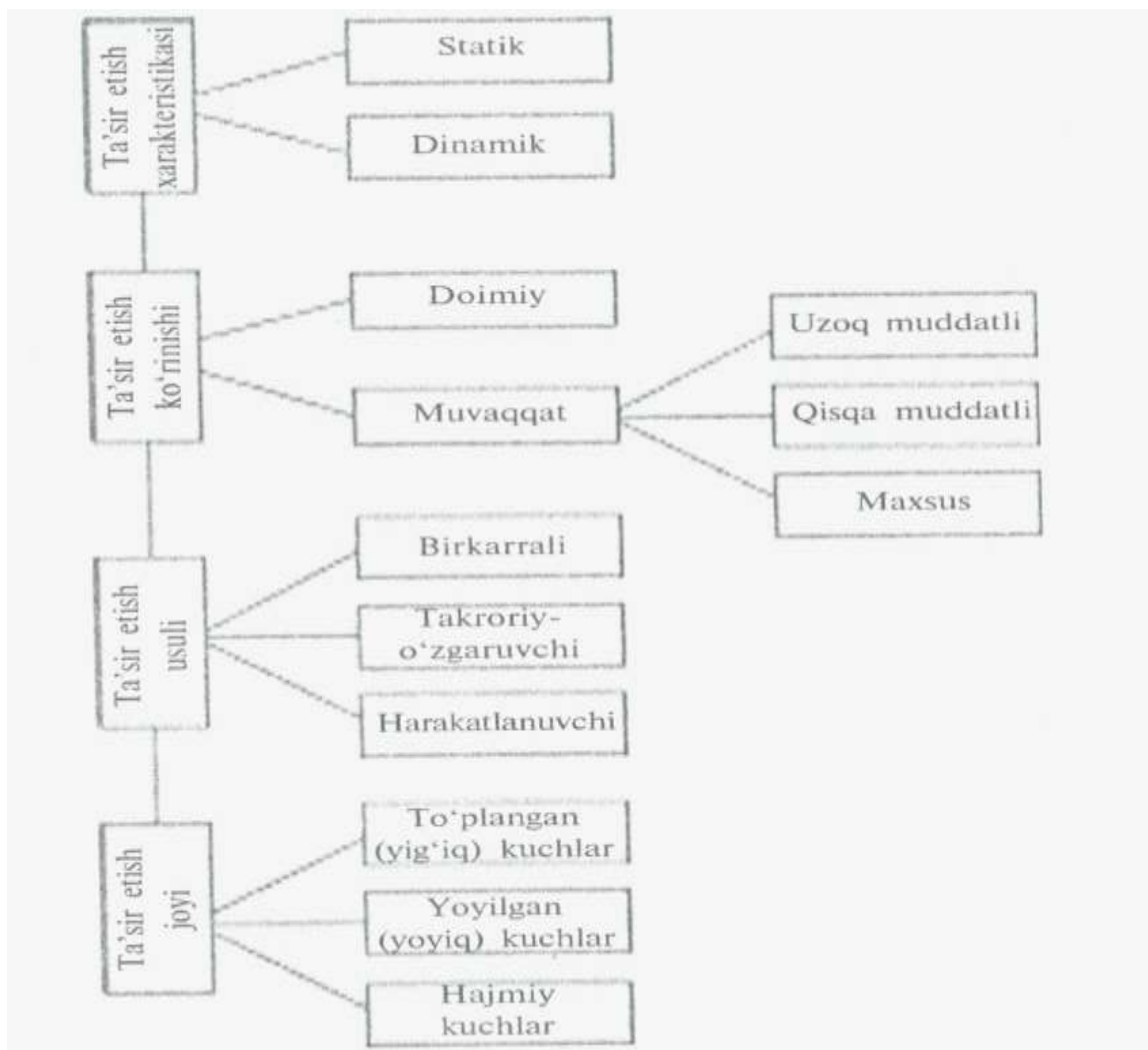 Ta’sir etish
xarakteristikasi
Statik
Dinamik
Ta’sir etish
ko‘rinishi
Doimiy
Muvaqqat
Uzoq muddatli
Qisqa muddatli
Maxsus
Ta’sir etish
usuli
Birkarrali
Takroriy-
o‘zgaruvchi
Harakatlanuvchi
Ta’sir etish
joyi
To‘plangan
(yig‘iq) kuchlar
Yoyilgan
(yoyiq) kuchlar
Hajmiy
kuchlar